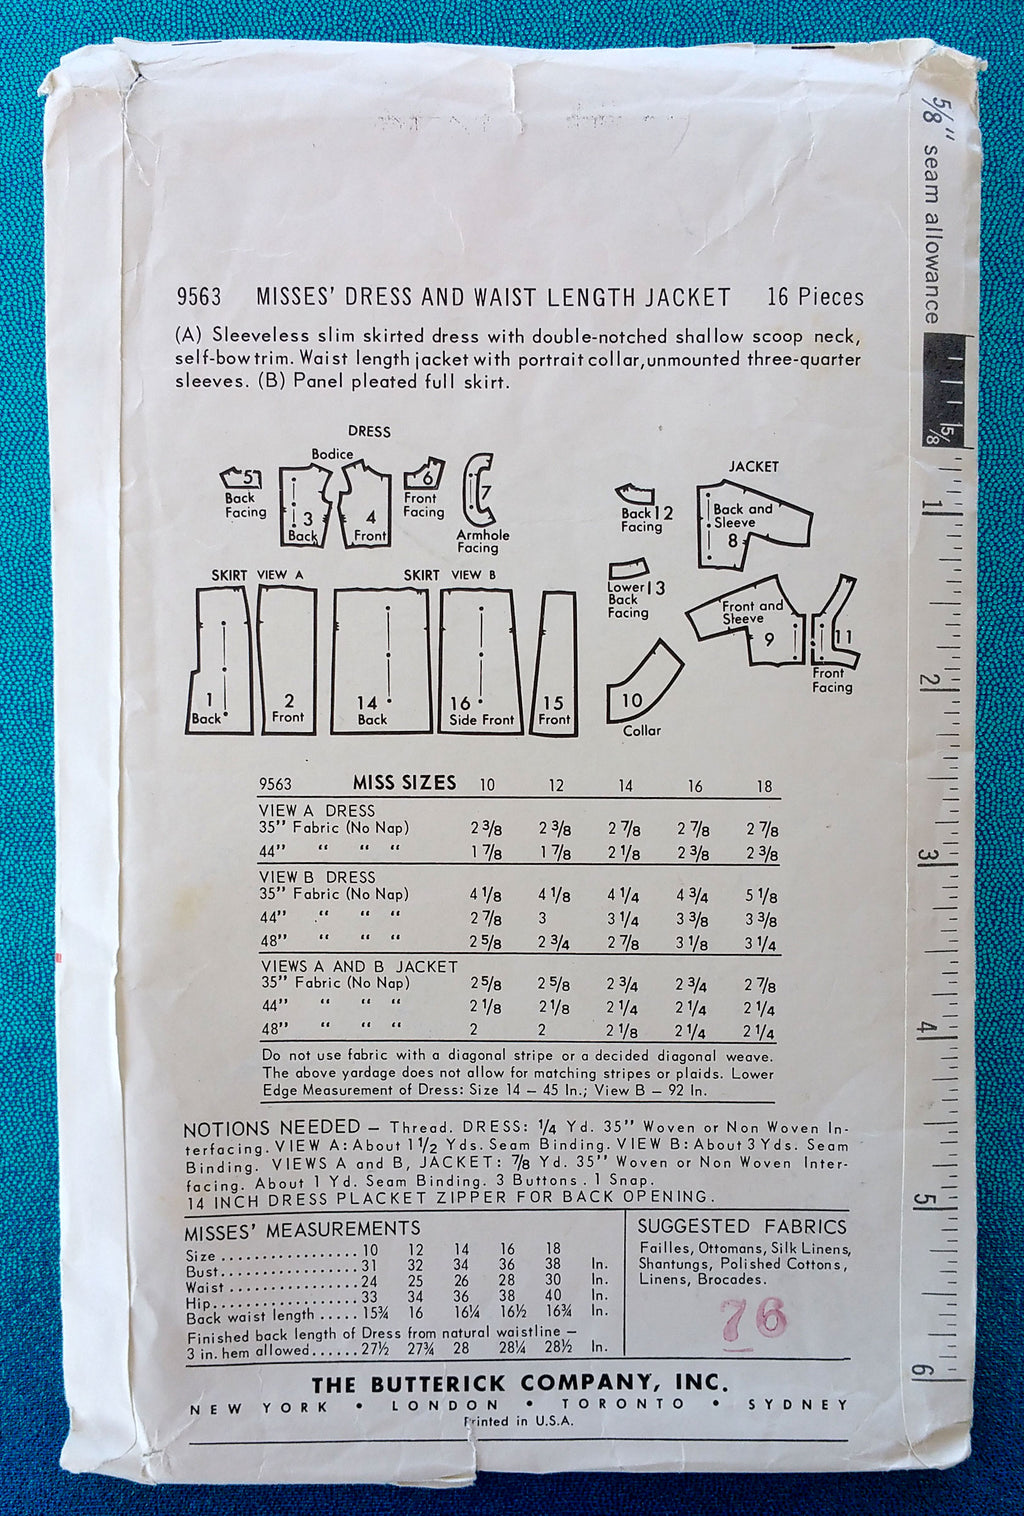 5/8" seam allowance
9563 MISSES' DRESS AND WAIST LENGTH JACKET 16 Pieces
(A) Sleeveless slim skirted dress with double-notched shallow scoop neck,
self-bow trim. Waist length jacket with portrait collar, unmounted three-quarter
sleeves. (B) Panel pleated full skirt.
DRESS
Bodice
5
Back
Facing
3
Back
4
Front
6
Front
Facing
7
Armhole
Facing
SKIRT VIEW A
1
Back
2
Front
SKIRT VIEW B
14
Back
16
Side Front
15
Front
JACKET
Back 12
Facing
Back and
Sleeve
8
Lower 13
Back
Facing
Front and
Sleeve
9
11
Front
Facing
10
Collar
9563 MISS SIZES 10 12 14 16 18
VIEW A DRESS
35" Fabric (No Nap) 2 3/8 2 3/8 2 7/8 2 7/8 2 7/8
44" " " " 1 7/8 1 7/8 2 1/8 2 3/8 2 3/8
VIEW B DRESS
35" Fabric (No Nap) 4 1/8 4 1/8 4 1/4 4 3/4 5 1/8
44" " " " 2 7/8 3 3 1/4 3 3/8 3 3/8
48" " " " 2 5/8 2 3/4 2 7/8 3 1/8 3 1/4
VIEWS A AND B JACKET
35" Fabric (No Nap) 2 5/8 2 5/8 2 3/4 2 3/4 2 7/8
44" " " " 2 1/8 2 1/8 2 1/4 2 1/4 2 1/4
48" " " " 2 2 2 1/8 2 1/4 2 1/4
Do not use fabric with a diagonal stripe or a decided diagonal weave.
The above yardage does not allow for matching stripes or plaids. Lower
Edge Measurement of Dress: Size 14 – 45 In.; View B – 92 In.
NOTIONS NEEDED – Thread. DRESS: 1/4 Yd. 35" Woven or Non Woven In-
terfacing. VIEW A: About 1 1/2 Yds. Seam Binding. VIEW B: About 3 Yds. Seam
Binding. VIEWS A and B, JACKET: 7/8 Yd. 35" Woven or Non Woven Inter-
facing. About 1 Yd. Seam Binding. 3 Buttons. 1 Snap.
14 INCH DRESS PLACKET ZIPPER FOR BACK OPENING.
MISSES' MEASUREMENTS
Size ................. 10 12 14 16 18
Bust ................. 31 32 34 36 38 In.
Waist ............... 24 25 26 28 30 In.
Hip ................... 33 34 36 38 40 In.
Back waist length ..... 15¾ 16 16¼ 16½ 16¾ In.
Finished back length of Dress from natural waistline –
3 in. hem allowed ...... 27½ 27¾ 28 28¼ 28½ In.
SUGGESTED FABRICS
Failles, Ottomans, Silk Linens,
Shantungs, Polished Cottons,
Linens, Brocades.
76
THE BUTTERICK COMPANY, INC.
NEW YORK • LONDON • TORONTO • SYDNEY
Printed in U.S.A.
5/8
1
2
3
4
5
6